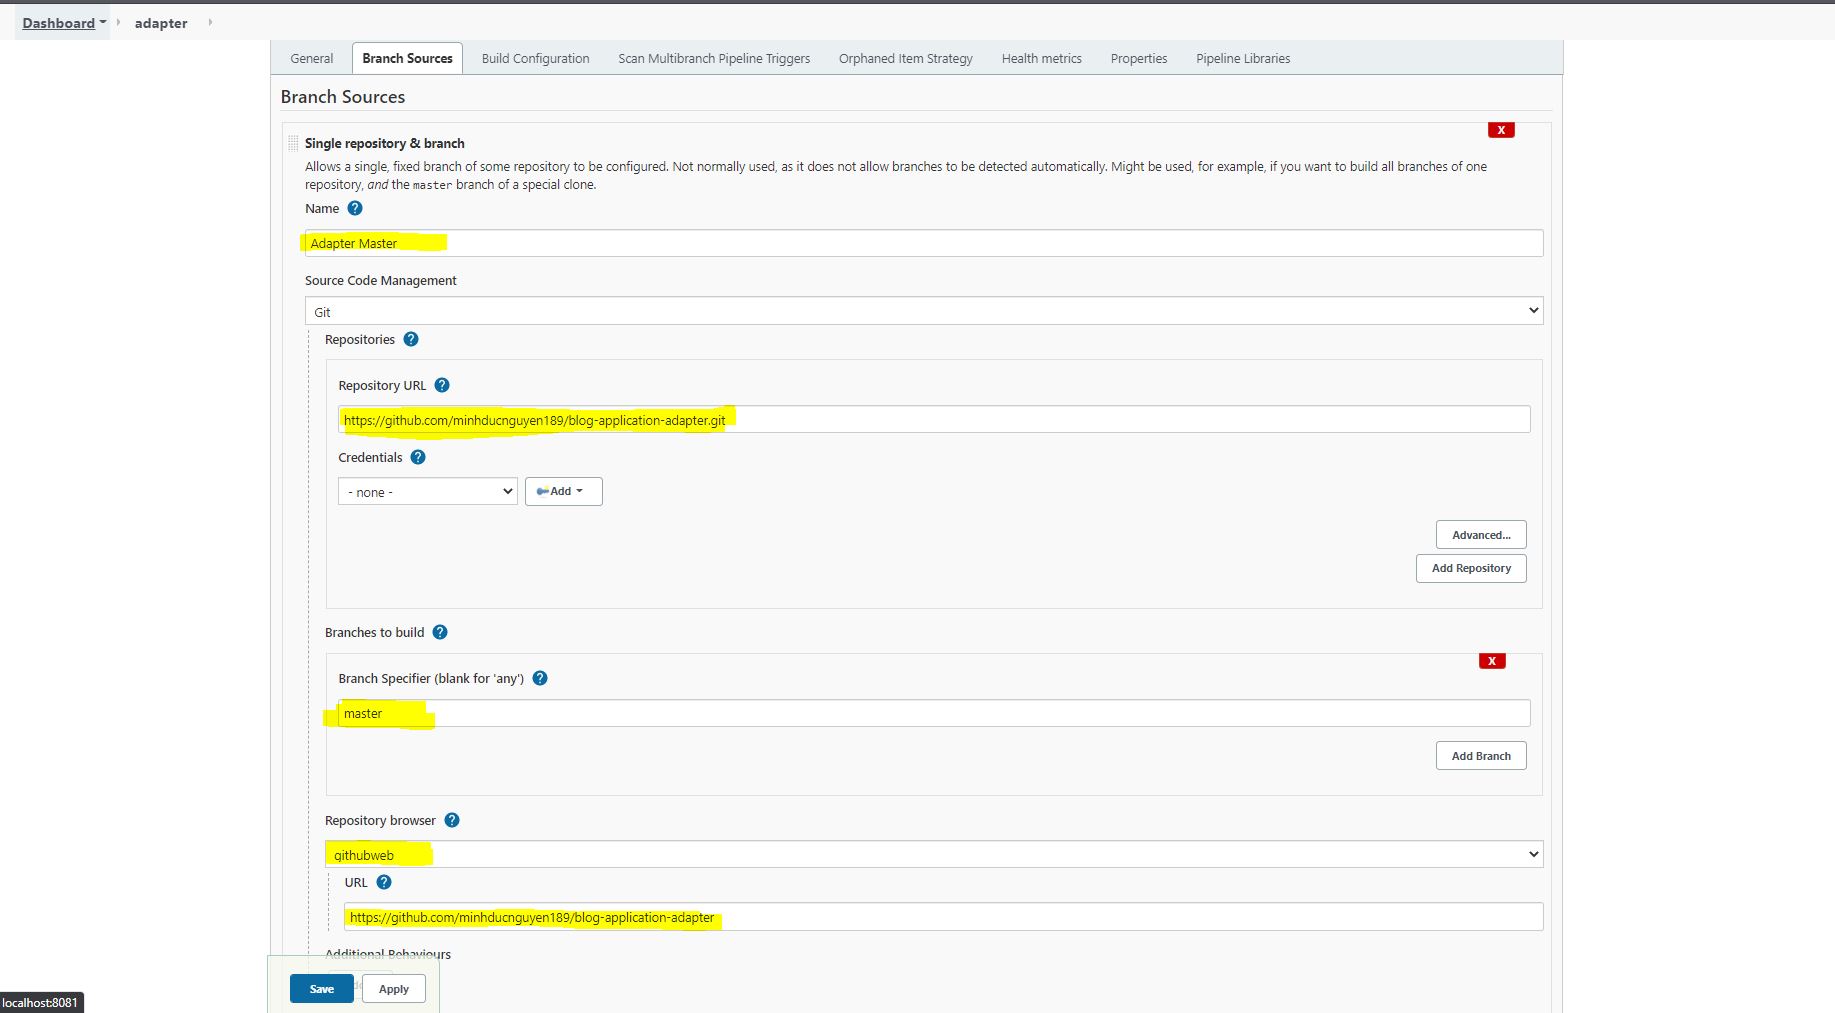 Dashboard adapter
General Branch Sources Build Configuration Scan Multibranch Pipeline Triggers Orphaned Item Strategy Health metrics Properties Pipeline Libraries
Branch Sources
X
Single repository & branch
Allows a single, fixed branch of some repository to be configured. Not normally used, as it does not allow branches to be detected automatically. Might be used, for example, if you want to build all branches of one
repository, and the master branch of a special clone.
Name ?
Adapter Master
Source Code Management
Git
Repositories ?
Repository URL ?
https://github.com/minhducnguyen189/blog-application-adapter.git
Credentials ?
- none - Add
Advanced...
Add Repository
Branches to build ?
X
Branch Specifier (blank for 'any') ?
master
Add Branch
Repository browser ?
githubweb
URL ?
https://github.com/minhducnguyen189/blog-application-adapter
Additional Behaviours
Save Apply
localhost:8081